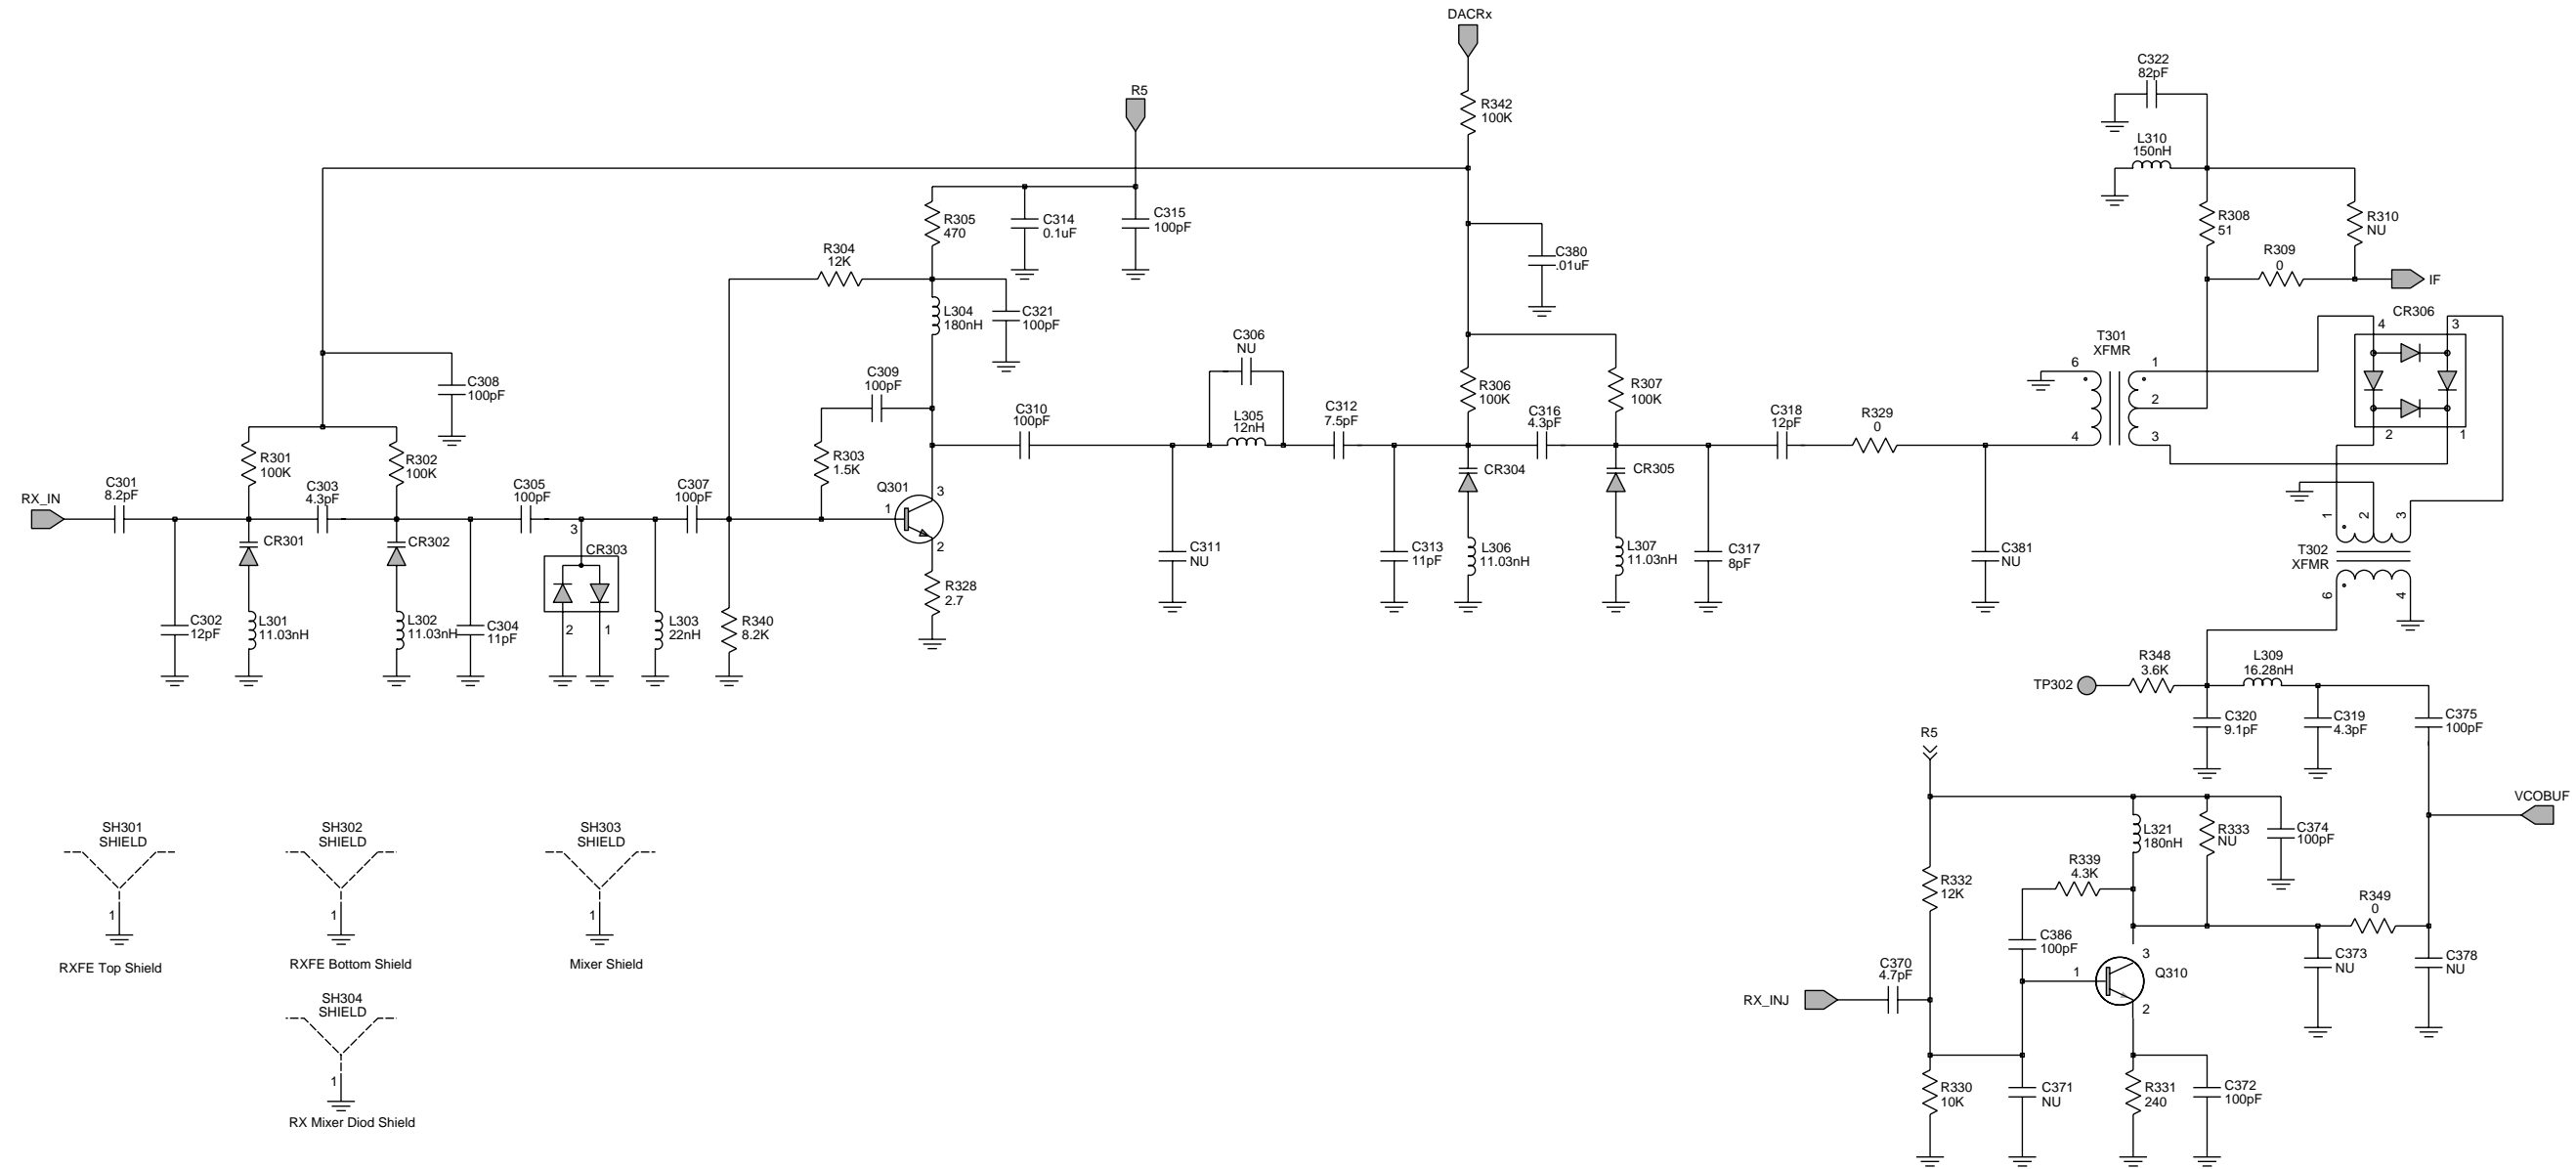 DACRx
C322
82pF
R5
R342
100K
L310
150nH
R305
470
C314
0.1uF
C315
100pF
R308
51
R310
NU
R304
12K
C380
.01uF
R309
0
IF
L304
180nH
C321
100pF
CR306
4
3
C306
NU
T301
XFMR
6
1
C308
100pF
C309
100pF
R306
100K
R307
100K
2
C310
100pF
L305
12nH
C312
7.5pF
C316
4.3pF
C318
12pF
R329
0
4
3
2
1
R301
100K
R302
100K
R303
1.5K
CR304
CR305
RX_IN
C301
8.2pF
C303
4.3pF
C305
100pF
C307
100pF
Q301
3
1
2
1
2
3
3
CR301
CR302
CR303
C311
NU
C313
11pF
L306
11.03nH
L307
11.03nH
C317
8pF
C381
NU
T302
XFMR
R328
2.7
6
4
C302
12pF
L301
11.03nH
L302
11.03nH
C304
11pF
2
1
L303
22nH
R340
8.2K
TP302
R348
3.6K
L309
16.28nH
C320
9.1pF
C319
4.3pF
C375
100pF
R5
VCOBUF
SH301
SHIELD
SH302
SHIELD
SH303
SHIELD
L321
180nH
R333
NU
C374
100pF
R339
4.3K
R332
12K
R349
0
1
1
1
C386
100pF
RXFE Top Shield
RXFE Bottom Shield
Mixer Shield
3
1
Q310
2
C373
NU
C378
NU
C370
4.7pF
RX_INJ
SH304
SHIELD
1
RX Mixer Diod Shield
R330
10K
C371
NU
R331
240
C372
100pF